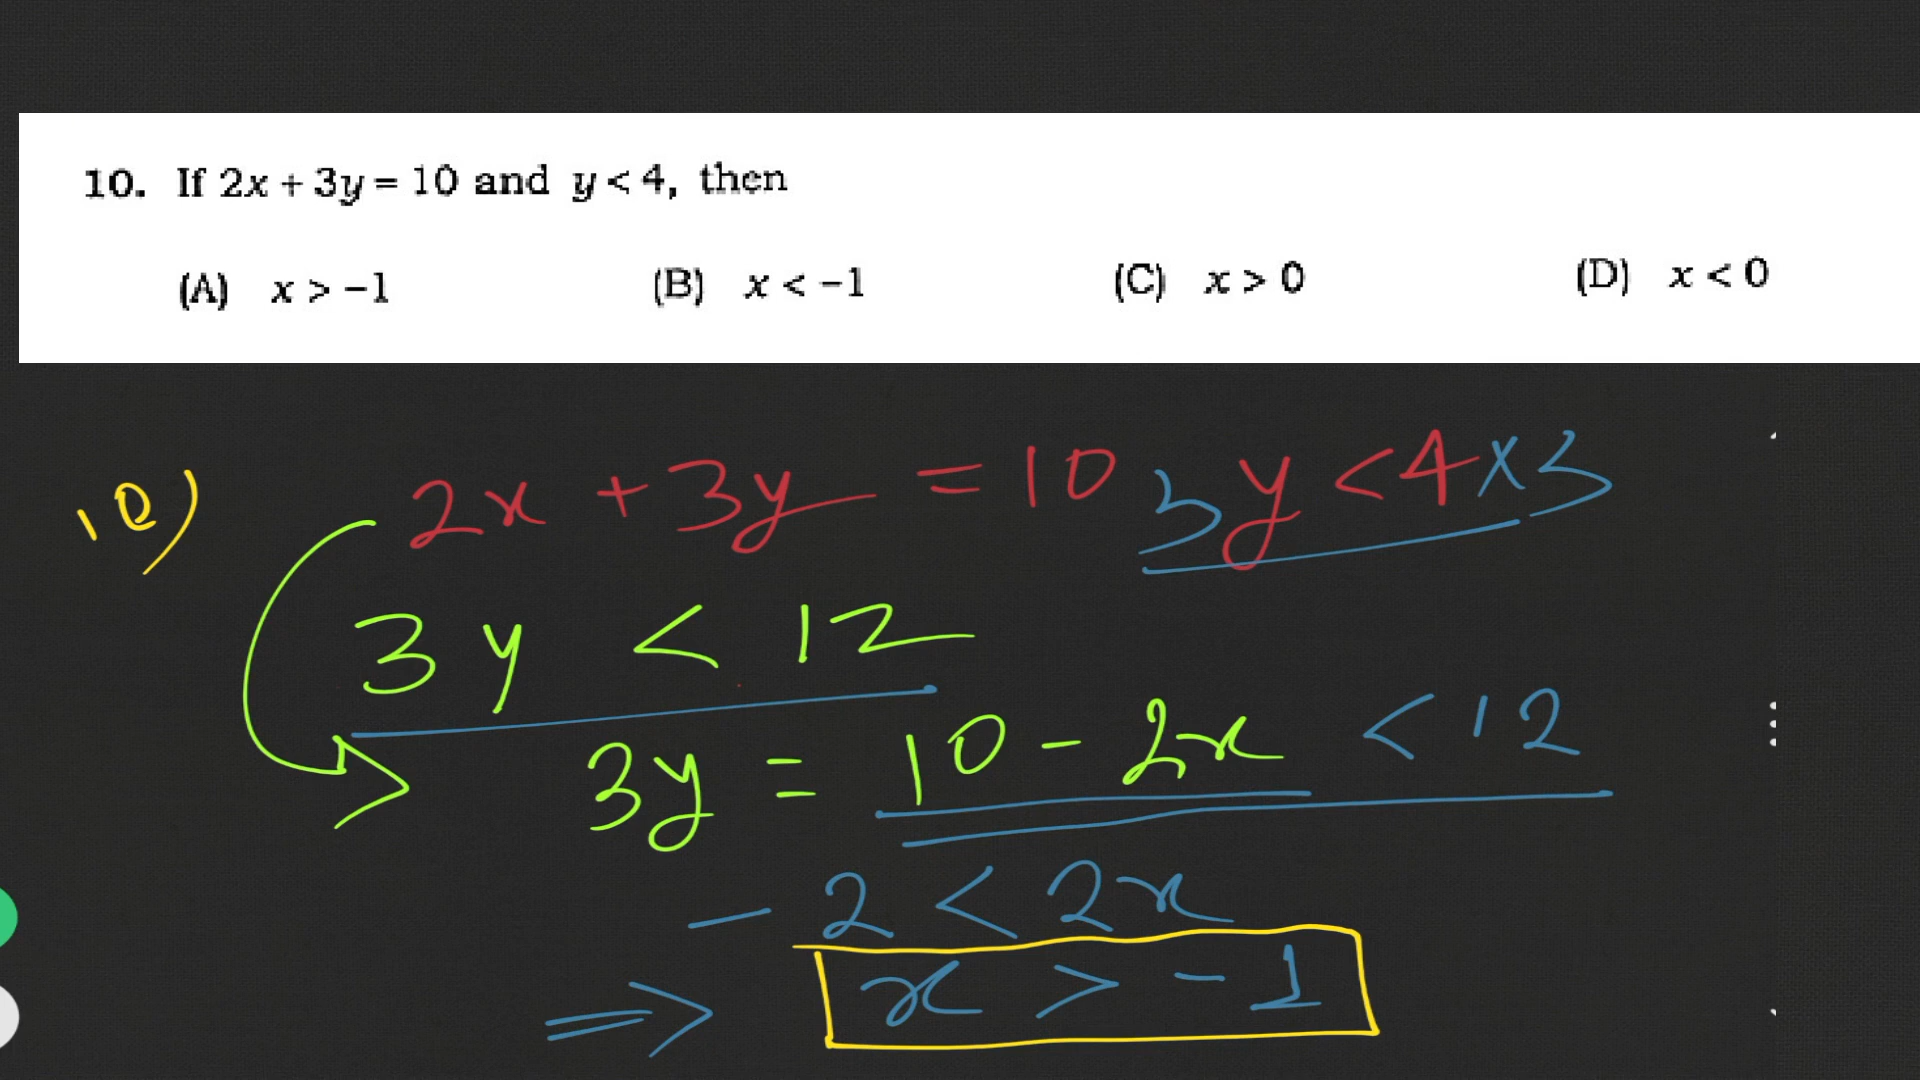 10. If 2x + 3y = 10 and y < 4, then
(A) x > −1 (B) x < −1 (C) x > 0 (D) x < 0
10) 2x + 3y = 10 3y < 4 × 3
3y < 12
3y = 10 − 2x < 12
− 2 < 2x
⇒ x > −1